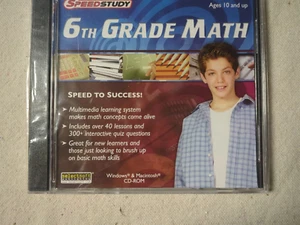 SPEEDSTUDY
Ages 10 and up
6TH GRADE MATH
SPEED TO SUCCESS!
Multimedia learning system
makes math concepts come alive
Includes over 40 lessons and
300+ interactive quiz questions
Great for new learners and
those just looking to brush up
on basic math skills
Windows® & Macintosh®
CD-ROM